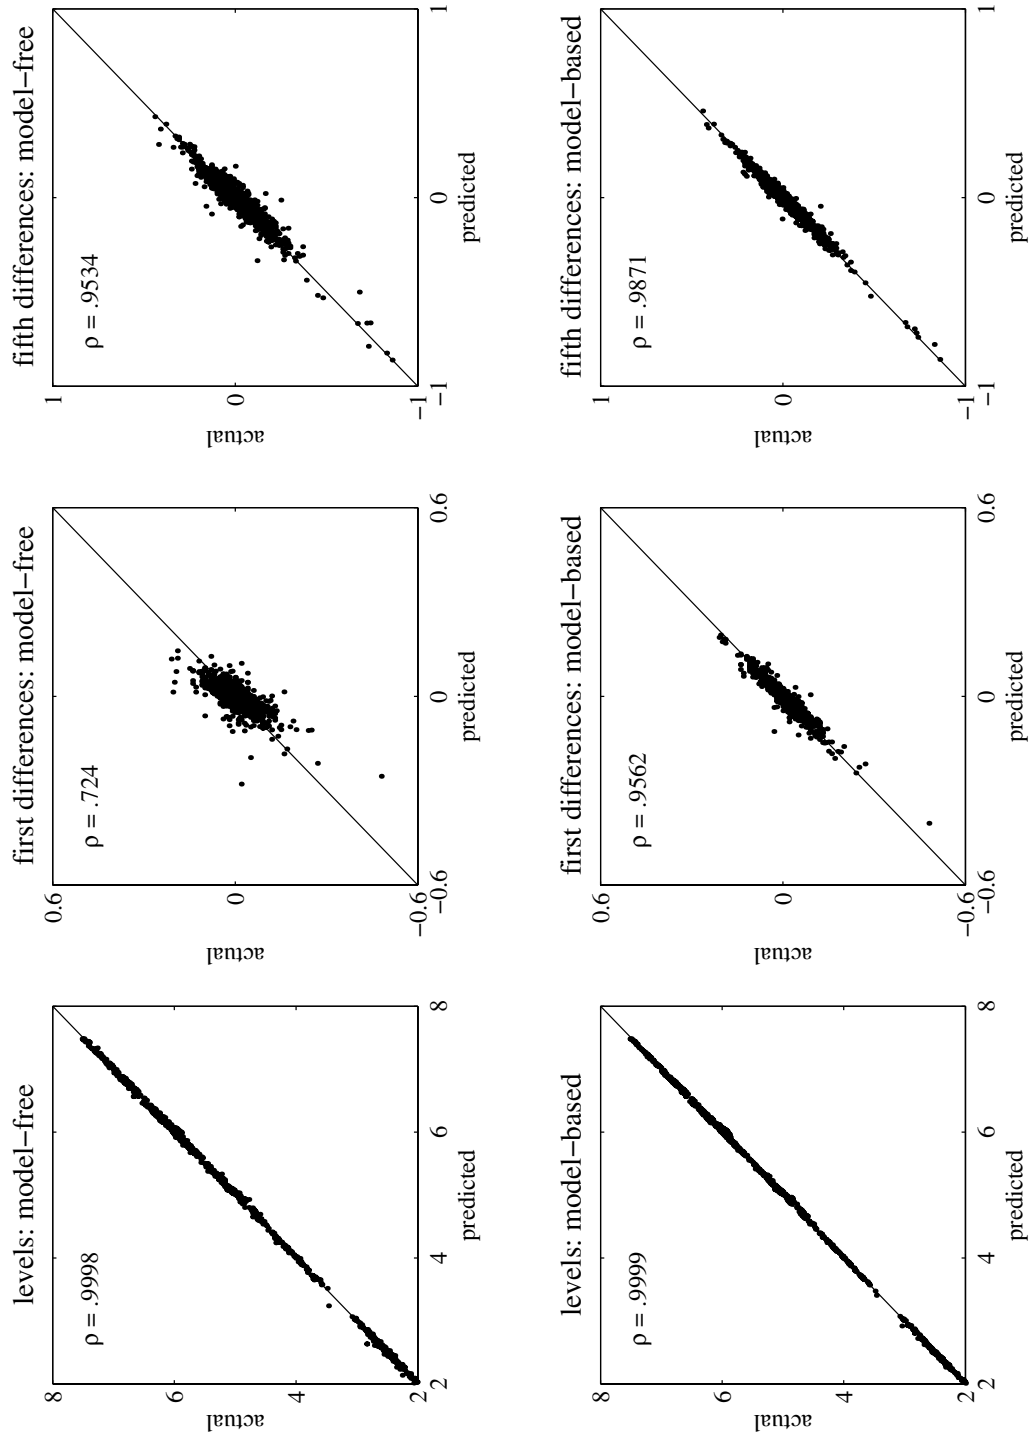 levels: model−free
ρ = .9998
8
6
4
2
actual
2 4 6 8
predicted
first differences: model−free
ρ = .724
0.6
0
−0.6
actual
−0.6 0 0.6
predicted
fifth differences: model−free
ρ = .9534
1
0
−1
actual
−1 0 1
predicted
levels: model−based
ρ = .9999
8
6
4
2
actual
2 4 6 8
predicted
first differences: model−based
ρ = .9562
0.6
0
−0.6
actual
−0.6 0 0.6
predicted
fifth differences: model−based
ρ = .9871
1
0
−1
actual
−1 0 1
predicted